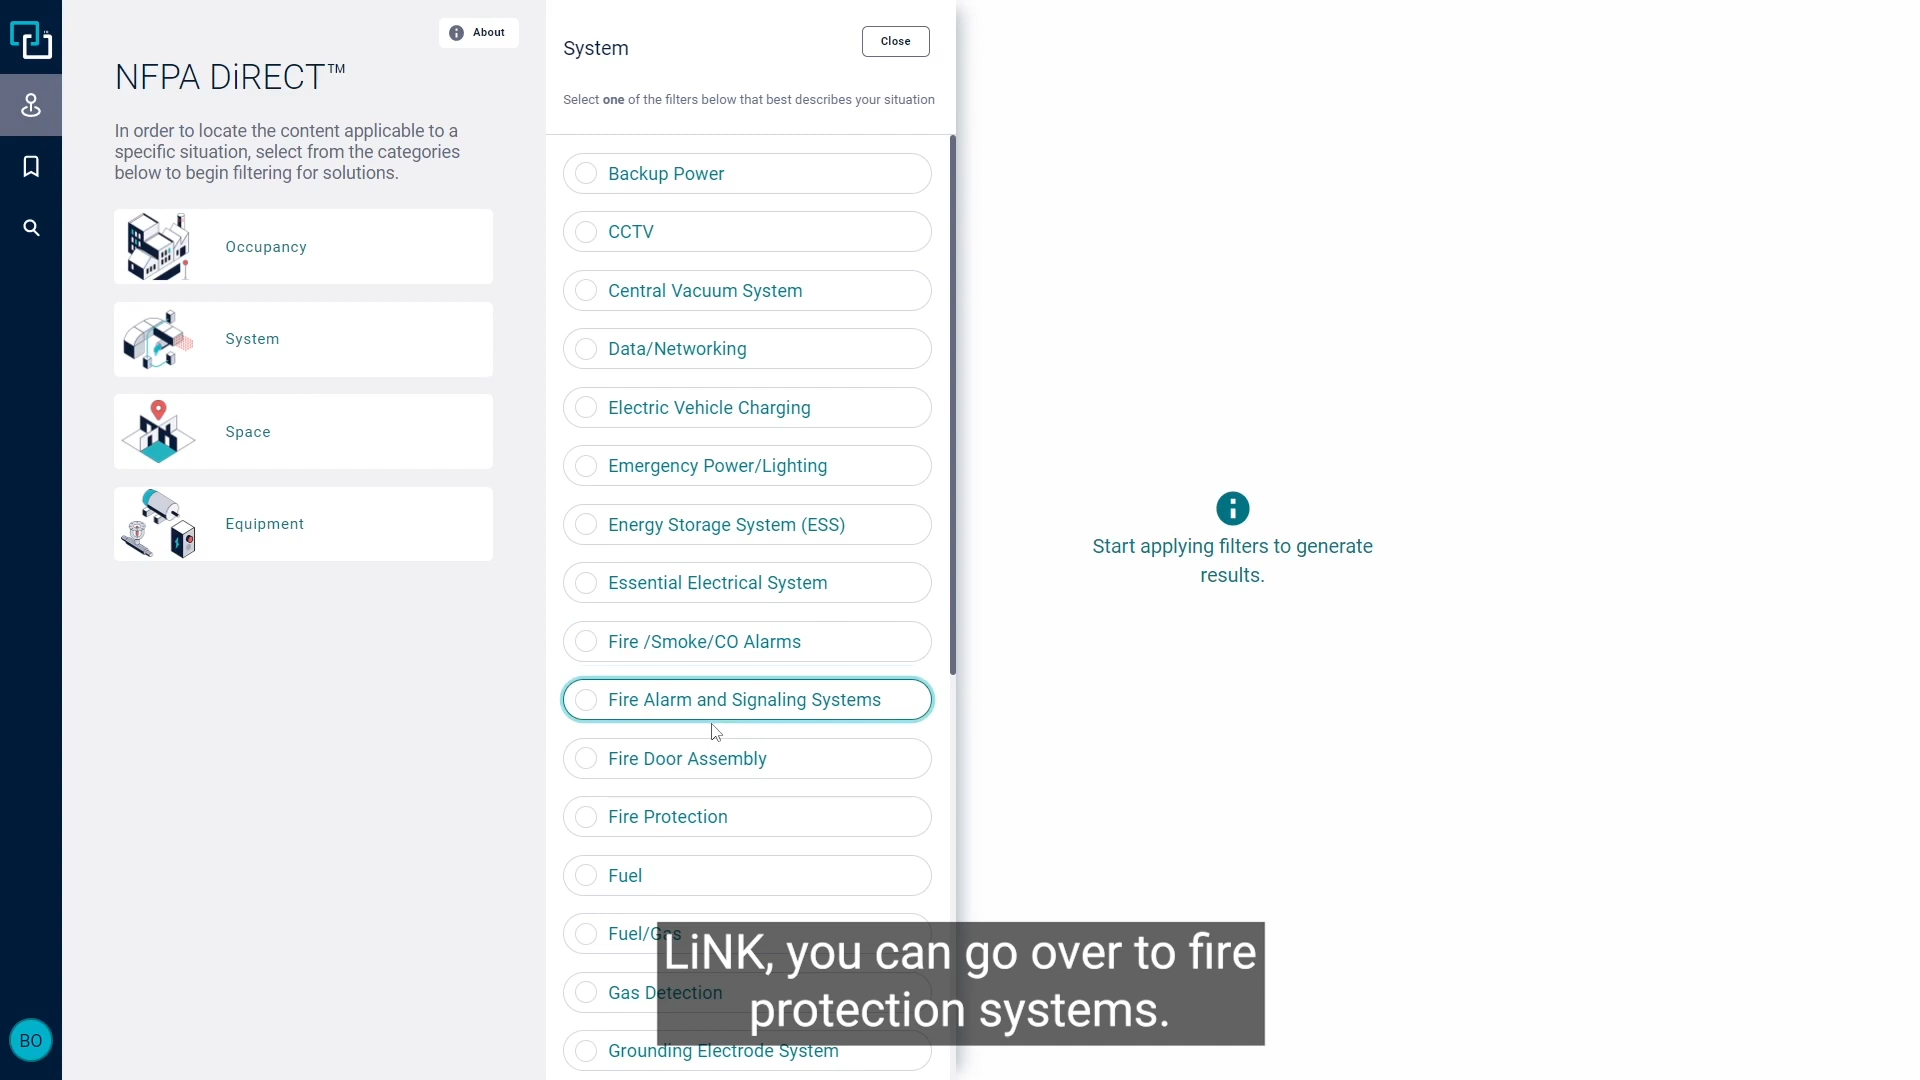 About
NFPA DiRECT™
In order to locate the content applicable to a
specific situation, select from the categories
below to begin filtering for solutions.
Occupancy
System
Space
Equipment
BO
System
Close
Select one of the filters below that best describes your situation
Backup Power
CCTV
Central Vacuum System
Data/Networking
Electric Vehicle Charging
Emergency Power/Lighting
Energy Storage System (ESS)
Essential Electrical System
Fire /Smoke/CO Alarms
Fire Alarm and Signaling Systems
Fire Door Assembly
Fire Protection
Fuel
Fuel/Gas
Gas Detection
Grounding Electrode System
Start applying filters to generate
results.
LiNK, you can go over to fire
protection systems.